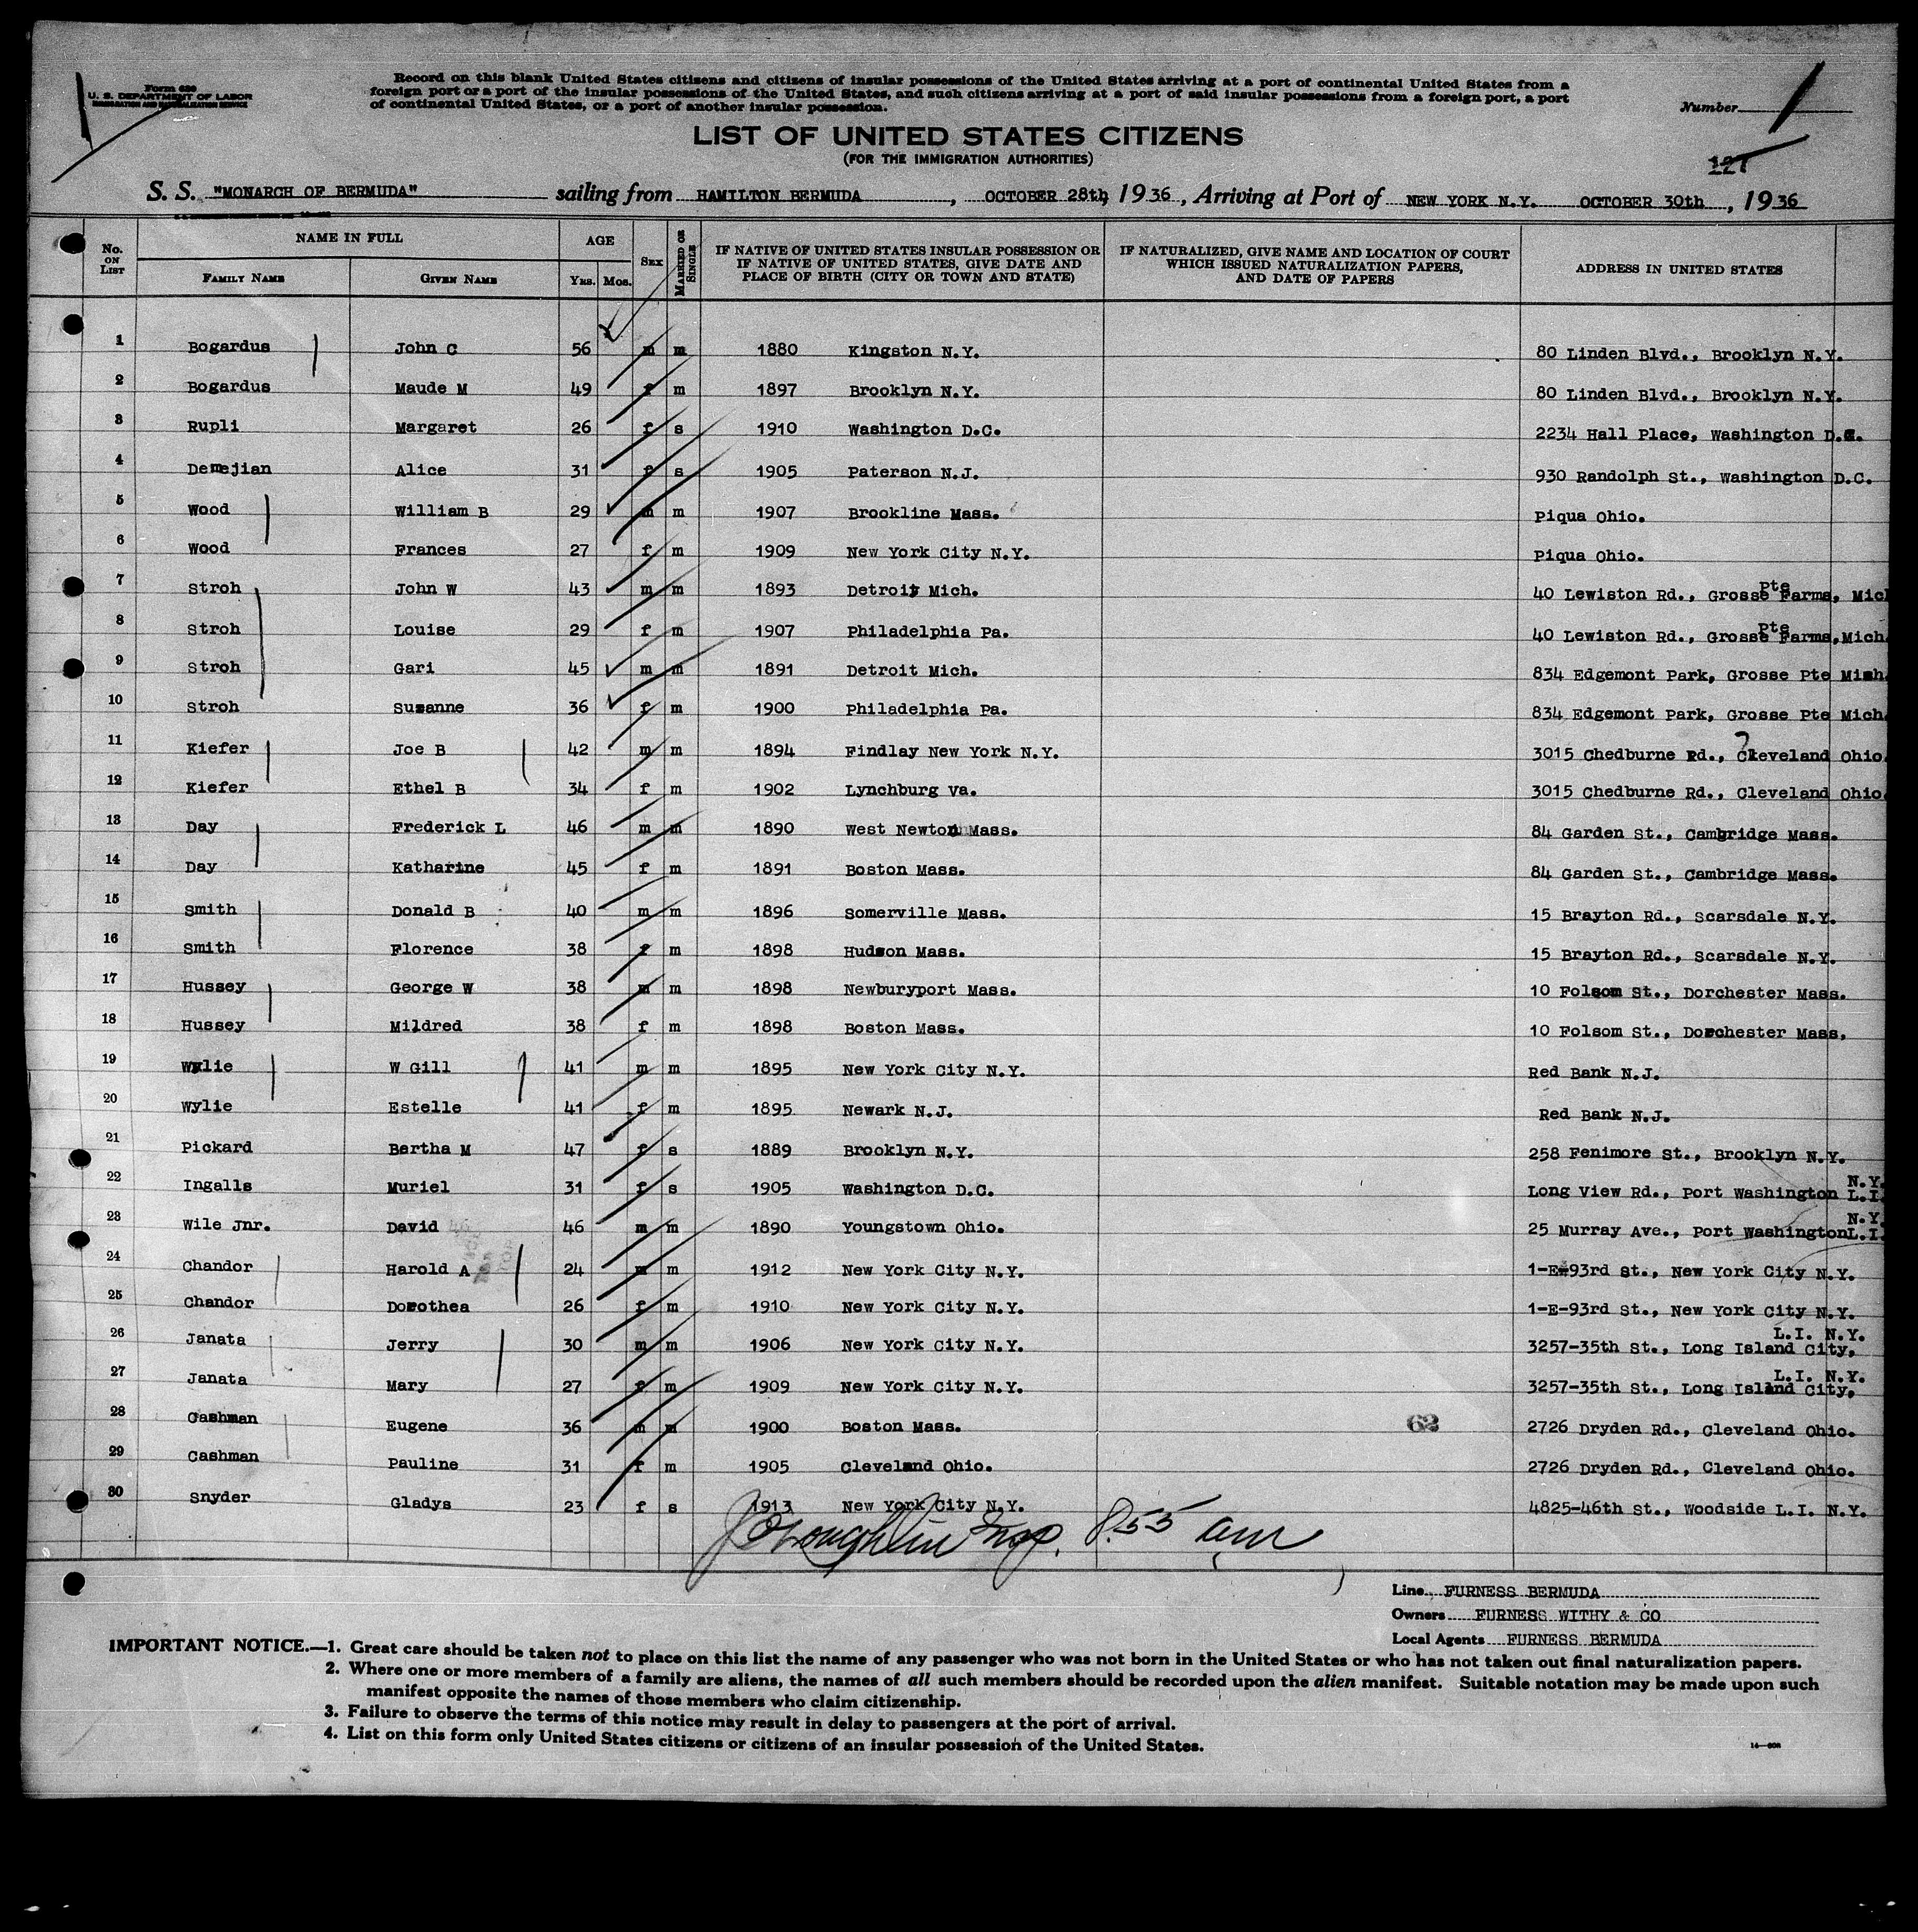 Form 630
U. S. DEPARTMENT OF LABOR
IMMIGRATION AND NATURALIZATION SERVICE
Record on this blank United States citizens and citizens of insular possessions of the United States arriving at a port of continental United States from a
foreign port or a port of the insular possessions of the United States, and such citizens arriving at a port of said insular possessions from a foreign port, a port
of continental United States, or a port of another insular possession.
Number 1
LIST OF UNITED STATES CITIZENS
(FOR THE IMMIGRATION AUTHORITIES)
S. S. "MONARCH OF BERMUDA" sailing from HAMILTON BERMUDA, OCTOBER 28th, 1936, Arriving at Port of NEW YORK N.Y. OCTOBER 30th, 1936
No. ON LIST NAME IN FULL FAMILY NAME GIVEN NAME AGE YRS. MOS. SEX MARRIED OR SINGLE IF NATIVE OF UNITED STATES INSULAR POSSESSION OR IF NATIVE OF UNITED STATES, GIVE DATE AND PLACE OF BIRTH (CITY OR TOWN AND STATE) IF NATURALIZED, GIVE NAME AND LOCATION OF COURT WHICH ISSUED NATURALIZATION PAPERS, AND DATE OF PAPERS ADDRESS IN UNITED STATES
1 Bogardus John C 56 m m 1880 Kingston N.Y. 80 Linden Blvd., Brooklyn N.Y.
2 Bogardus Maude M 49 f m 1897 Brooklyn N.Y. 80 Linden Blvd., Brooklyn N.Y.
3 Rupli Margaret 26 f s 1910 Washington D.C. 2234 Hall Place, Washington D.C.
4 Demejian Alice 31 f s 1905 Paterson N.J. 930 Randolph St., Washington D.C.
5 Wood William B 29 m m 1907 Brookline Mass. Piqua Ohio.
6 Wood Frances 27 f m 1909 New York City N.Y. Piqua Ohio.
7 Stroh John W 43 m m 1893 Detroit Mich. 40 Lewiston Rd., Grosse Pte Farms, Mich
8 Stroh Louise 29 f m 1907 Philadelphia Pa. 40 Lewiston Rd., Grosse Pte Farms, Mich.
9 Stroh Gari 45 m m 1891 Detroit Mich. 834 Edgemont Park, Grosse Pte Mich.
10 Stroh Suzanne 36 f m 1900 Philadelphia Pa. 834 Edgemont Park, Grosse Pte Mich.
11 Kiefer Joe B 42 m m 1894 Findlay New York N.Y. 3015 Chedburne Rd., Cleveland Ohio.
12 Kiefer Ethel B 34 f m 1902 Lynchburg Va. 3015 Chedburne Rd., Cleveland Ohio.
13 Day Frederick L 46 m m 1890 West Newton Mass. 84 Garden St., Cambridge Mass.
14 Day Katharine 45 f m 1891 Boston Mass. 84 Garden St., Cambridge Mass.
15 Smith Donald B 40 m m 1896 Somerville Mass. 15 Brayton Rd., Scarsdale N.Y.
16 Smith Florence 38 f m 1898 Hudson Mass. 15 Brayton Rd., Scarsdale N.Y.
17 Hussey George W 38 m m 1898 Newburyport Mass. 10 Folsom St., Dorchester Mass.
18 Hussey Mildred 38 f m 1898 Boston Mass. 10 Folsom St., Dorchester Mass.
19 Wylie W Gill 41 m m 1895 New York City N.Y. Red Bank N.J.
20 Wylie Estelle 41 f m 1895 Newark N.J. Red Bank N.J.
21 Pickard Bertha M 47 f s 1889 Brooklyn N.Y. 258 Fenimore St., Brooklyn N.Y.
22 Ingalls Muriel 31 f s 1905 Washington D.C. Long View Rd., Port Washington L.I. N.Y.
23 Wile Jnr. David 46 m m 1890 Youngstown Ohio. 25 Murray Ave., Port Washington L.I. N.Y.
24 Chandor Harold A 24 m m 1912 New York City N.Y. 1-E-93rd St., New York City N.Y.
25 Chandor Dorothea 26 f m 1910 New York City N.Y. 1-E-93rd St., New York City N.Y.
26 Janata Jerry 30 m m 1906 New York City N.Y. 3257-35th St., Long Island City, L.I. N.Y.
27 Janata Mary 27 f m 1909 New York City N.Y. 3257-35th St., Long Island City, L.I. N.Y.
28 Cashman Eugene 36 m m 1900 Boston Mass. 62 2726 Dryden Rd., Cleveland Ohio.
29 Cashman Pauline 31 f m 1905 Cleveland Ohio. 2726 Dryden Rd., Cleveland Ohio.
30 Snyder Gladys 23 f s 1913 New York City N.Y. 4825-46th St., Woodside L.I. N.Y.
J O'Loughlin Insp. 8.55 am
Line FURNESS BERMUDA
Owners FURNESS WITHY & CO
Local Agents FURNESS BERMUDA
IMPORTANT NOTICE.—1. Great care should be taken not to place on this list the name of any passenger who was not born in the United States or who has not taken out final naturalization papers.
2. Where one or more members of a family are aliens, the names of all such members should be recorded upon the alien manifest. Suitable notation may be made upon such
manifest opposite the names of those members who claim citizenship.
3. Failure to observe the terms of this notice may result in delay to passengers at the port of arrival.
4. List on this form only United States citizens or citizens of an insular possession of the United States.